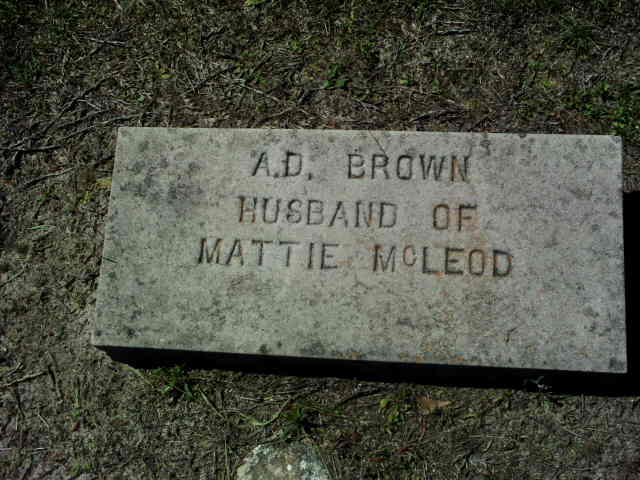 A.D. BROWN
HUSBAND OF
MATTIE McLEOD